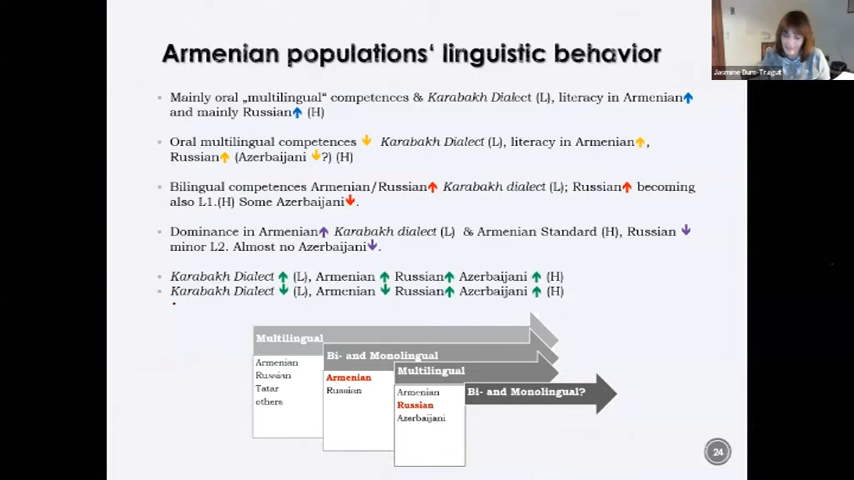 Armenian populations‘ linguistic behavior
Jasmine Dum-Tragut
Mainly oral „multilingual“ competences & Karabakh Dialect (L), literacy in Armenian↑
and mainly Russian↑ (H)
Oral multilingual competences ↓ Karabakh Dialect (L), literacy in Armenian↑,
Russian↑ (Azerbaijani ↓?) (H)
Bilingual competences Armenian/Russian↑ Karabakh dialect (L); Russian↑ becoming
also L1.(H) Some Azerbaijani↓.
Dominance in Armenian↑ Karabakh dialect (L) & Armenian Standard (H), Russian ↓
minor L2. Almost no Azerbaijani↓.
Karabakh Dialect ↑ (L), Armenian ↑ Russian↑ Azerbaijani ↑ (H)
Karabakh Dialect ↓ (L), Armenian ↓ Russian↑ Azerbaijani ↑ (H)
Multilingual
Armenian
Russian
Tatar
others
Bi- and Monolingual
Armenian
Russian
Multilingual
Armenian
Russian
Azerbaijani
Bi- and Monolingual?
24